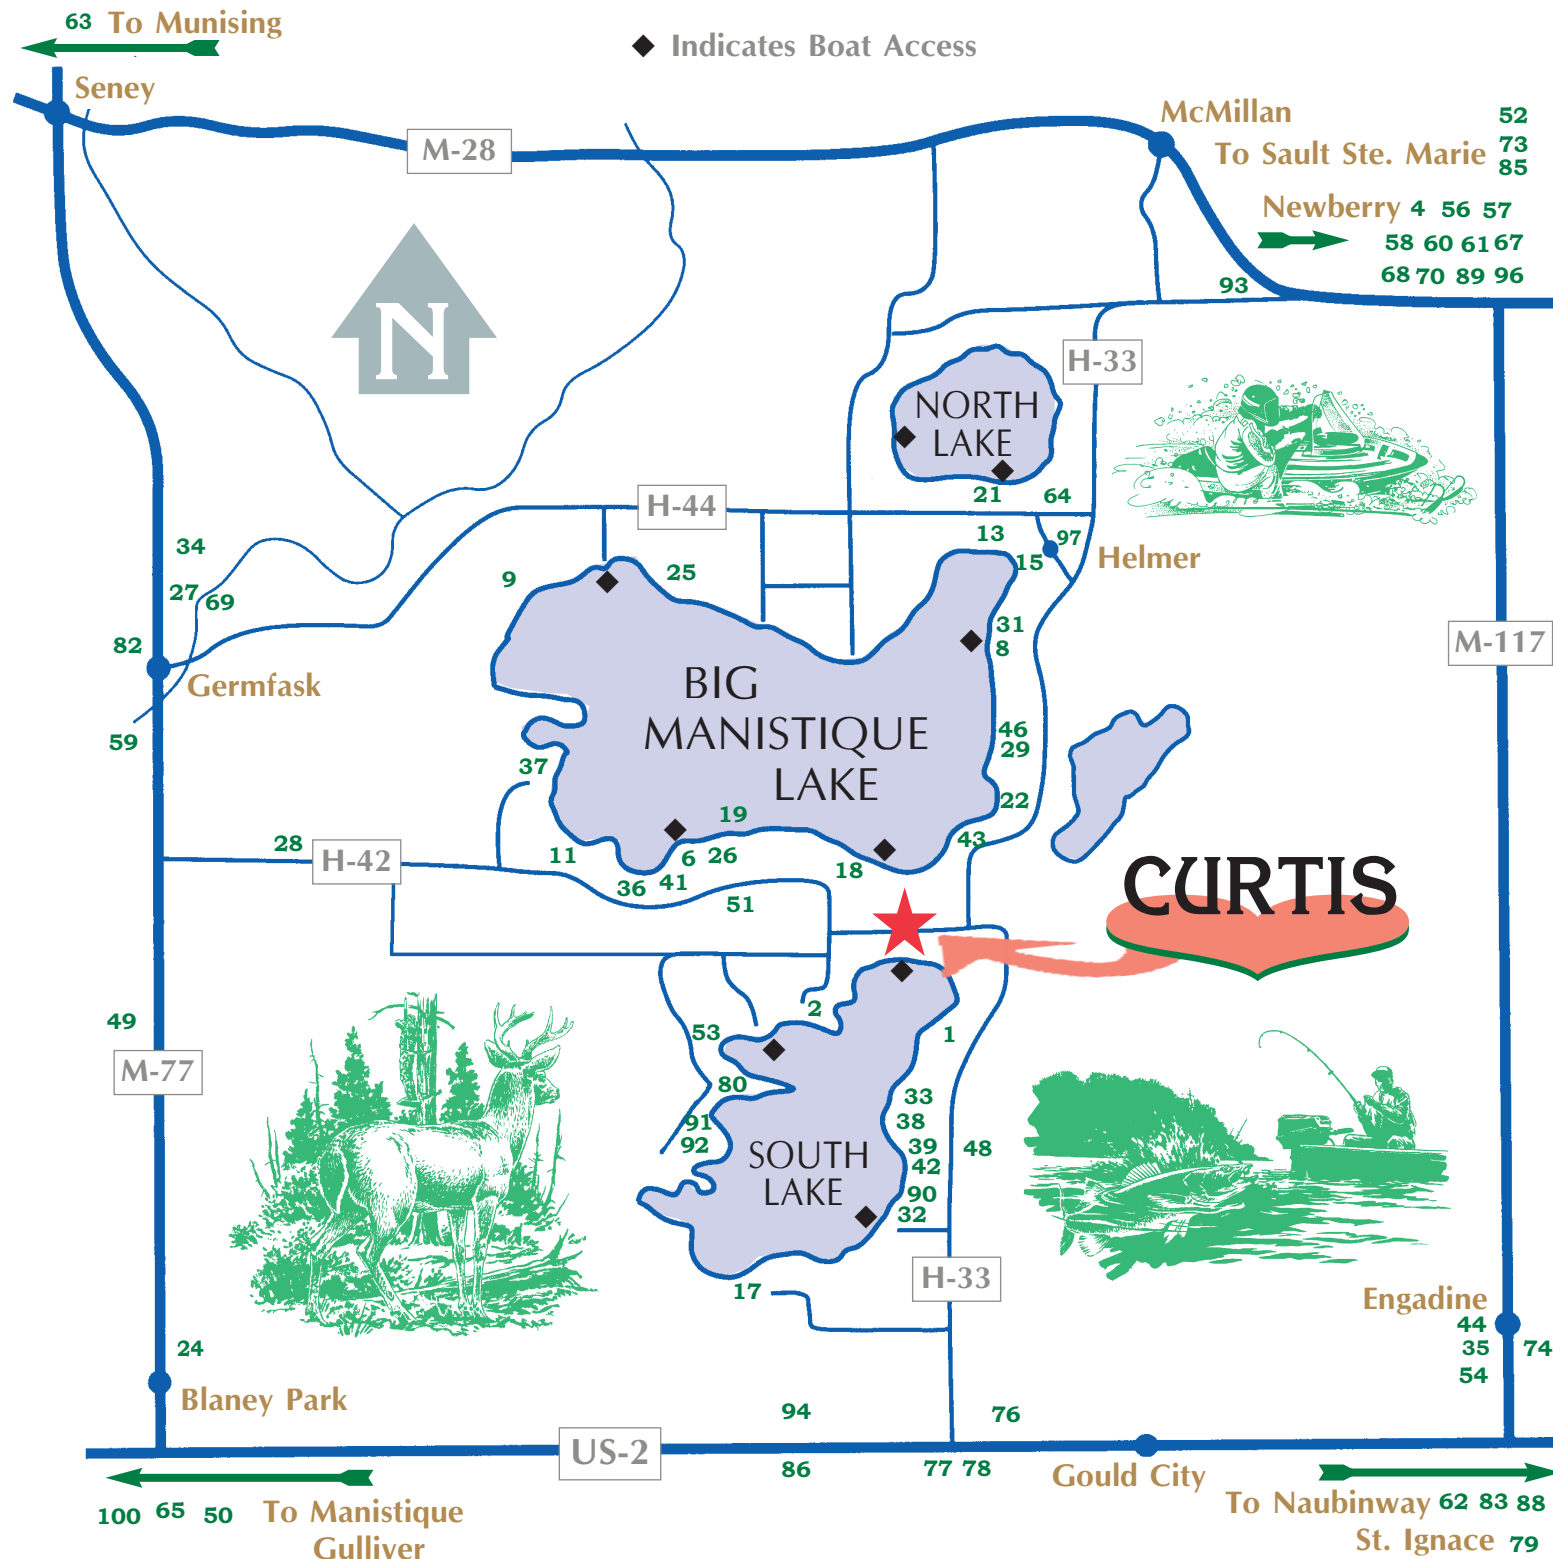 63 To Munising
Indicates Boat Access
Seney
McMillan
52
M-28
To Sault Ste. Marie
73
85
Newberry 4 56 57
58 60 61 67
68 70 89 96
93
N
H-33
NORTH
LAKE
21 64
H-44
13
97
34
15
Helmer
9
25
27
69
31
8
82
M-117
Germfask
BIG
MANISTIQUE
LAKE
46
29
59
37
22
19
43
28
H-42
11
6
26
18
36
41
51
CURTIS
2
49
53
1
M-77
80
33
91
38
92
39
48
SOUTH
LAKE
42
90
32
17
H-33
Engadine
44
24
35
74
54
Blaney Park
94
76
US-2
86
77 78
Gould City
100 65 50
To Manistique
Gulliver
To Naubinway 62 83 88
St. Ignace 79